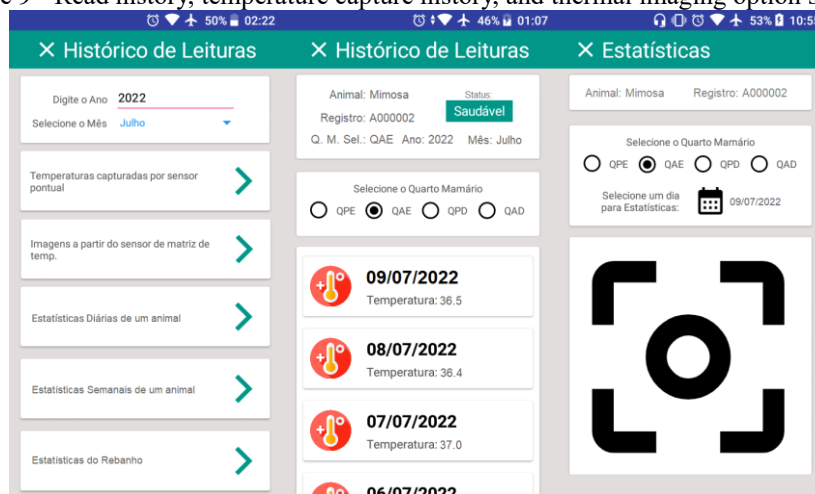 e 9 - Read history, temperature capture history, and thermal imaging option s
50% 02:22
× Histórico de Leituras
Digite o Ano 2022
Selecione o Mês Julho
Temperaturas capturadas por sensor
pontual
Imagens a partir do sensor de matriz de
temp.
Estatísticas Diárias de um animal
Estatísticas Semanais de um animal
Estatísticas do Rebanho
46% 01:07
× Histórico de Leituras
Animal: Mimosa Status:
Registro: A000002 Saudável
Q. M. Sel.: QAE Ano: 2022 Mês: Julho
Selecione o Quarto Mamário
QPE QAE QPD QAD
09/07/2022
Temperatura: 36.5
08/07/2022
Temperatura: 36.4
07/07/2022
Temperatura: 37.0
06/07/2022
53% 10:55
× Estatísticas
Animal: Mimosa Registro: A000002
Selecione o Quarto Mamário
QPE QAE QPD QAD
Selecione um dia
para Estatísticas: 09/07/2022